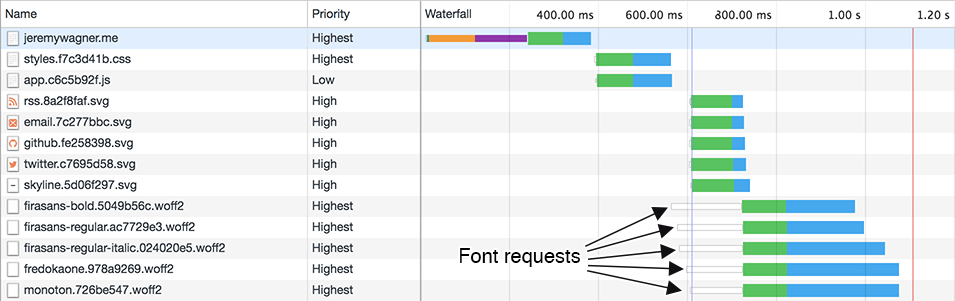 Name Priority Waterfall 400.00 ms 600.00 ms 800.00 ms 1.00 s 1.20 s
jeremywagner.me Highest
styles.f7c3d41b.css Highest
app.c6c5b92f.js Low
rss.8a2f8faf.svg High
email.7c277bbc.svg High
github.fe258398.svg High
twitter.c7695d58.svg High
skyline.5d06f297.svg High
firasans-bold.5049b56c.woff2 Highest
firasans-regular.ac7729e3.woff2 Highest
firasans-regular-italic.024020e5.woff2 Highest
Font requests
fredokaone.978a9269.woff2 Highest
monoton.726be547.woff2 Highest